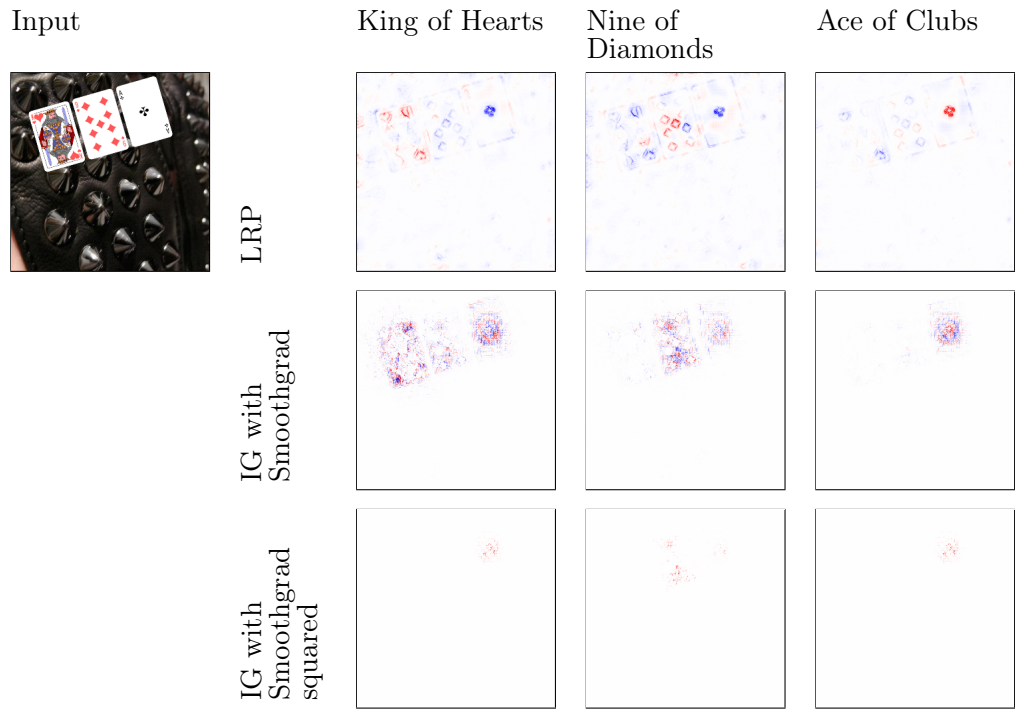 Input
King of Hearts
Nine of
Diamonds
Ace of Clubs
LRP
IG with
Smoothgrad
IG with
Smoothgrad
squared